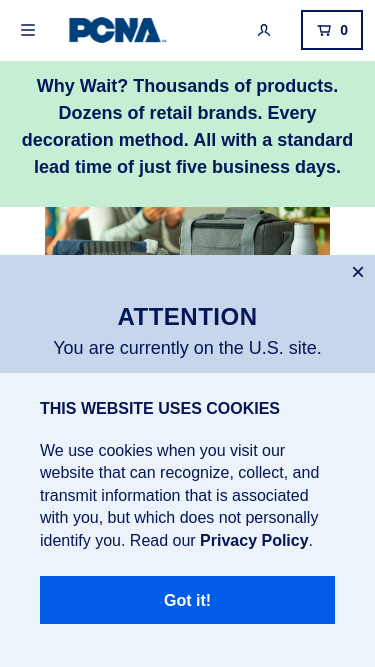 PCNA
0
Why Wait? Thousands of products.
Dozens of retail brands. Every
decoration method. All with a standard
lead time of just five business days.
ATTENTION
You are currently on the U.S. site.
THIS WEBSITE USES COOKIES
We use cookies when you visit our
website that can recognize, collect, and
transmit information that is associated
with you, but which does not personally
identify you. Read our Privacy Policy.
Got it!